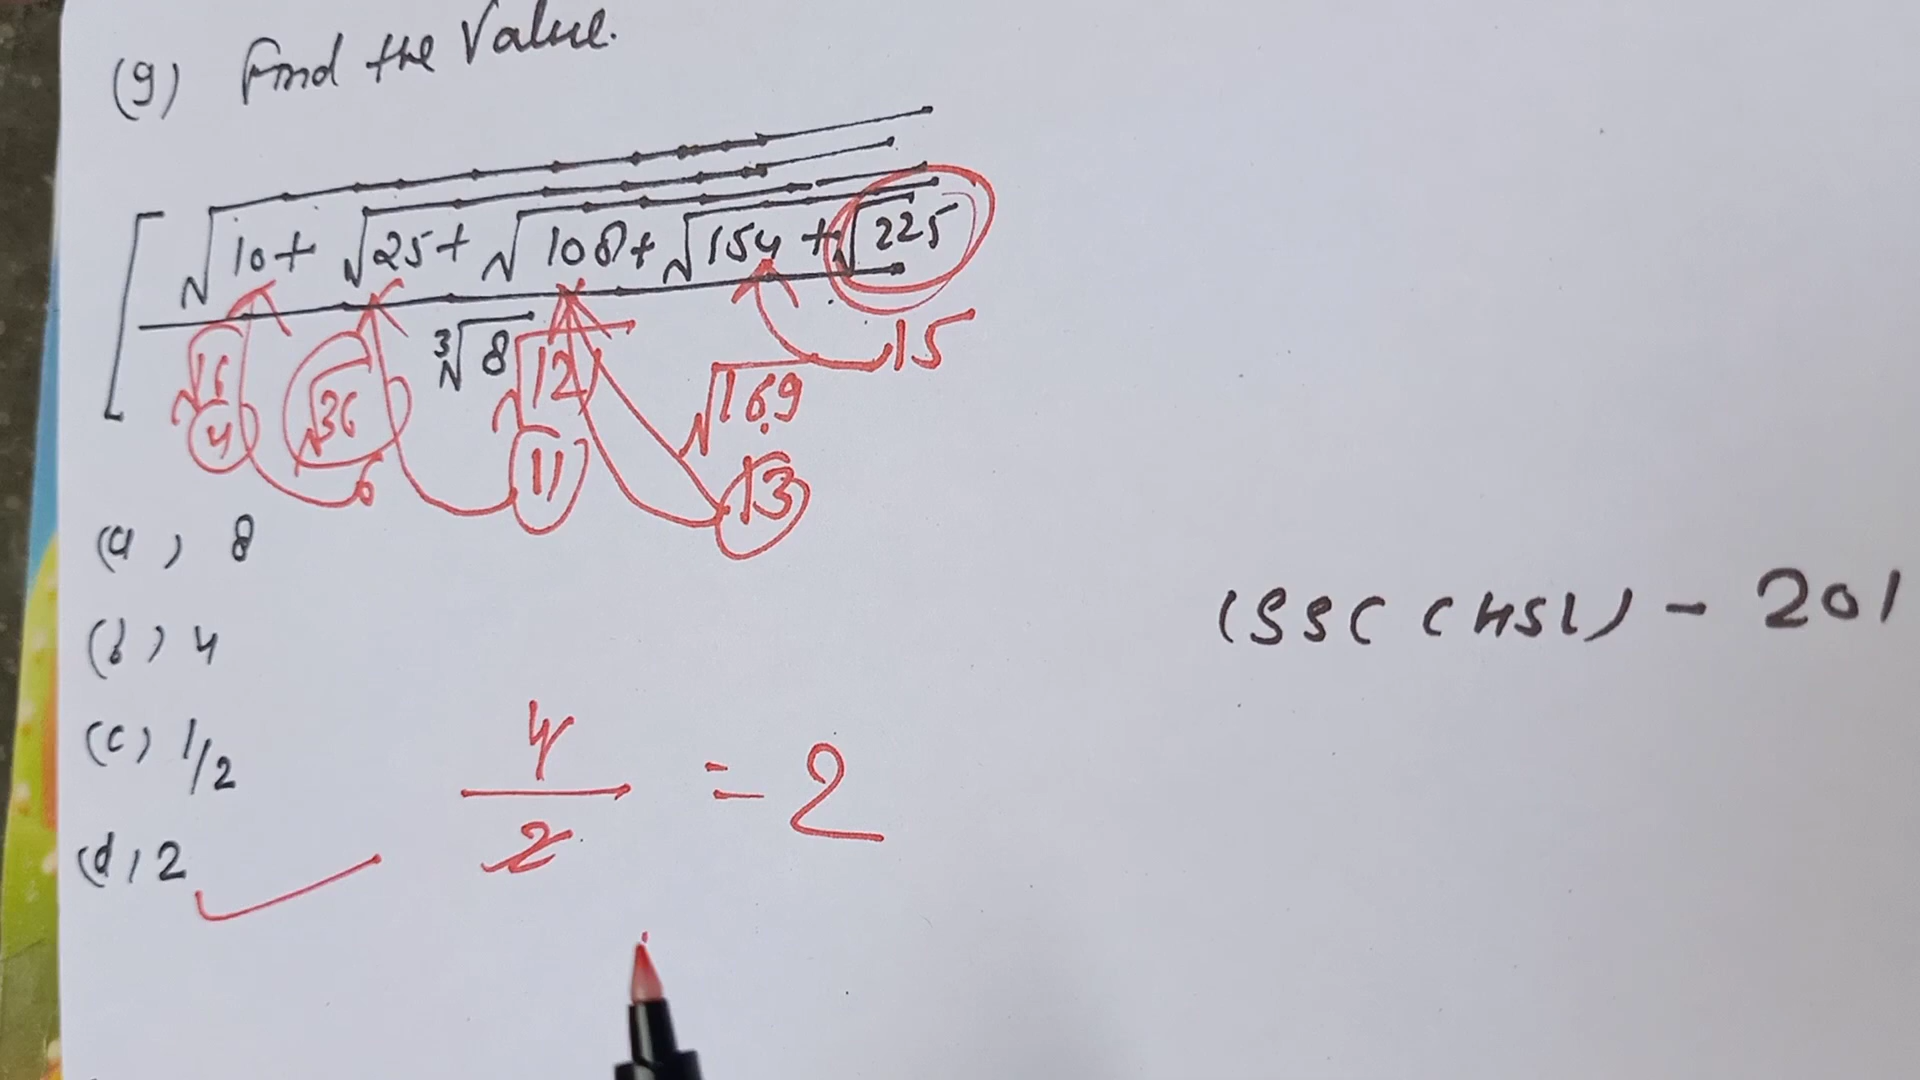 (9) Find the Value.
√10+ √25+ √108+ √154 +√225
∛8
√16 √36 √12 √169 15
4 6 11 13
(a) 8
(b) 4
(c) 1/2
(d) 2
4/2 = 2
(SSC CHSL) - 201